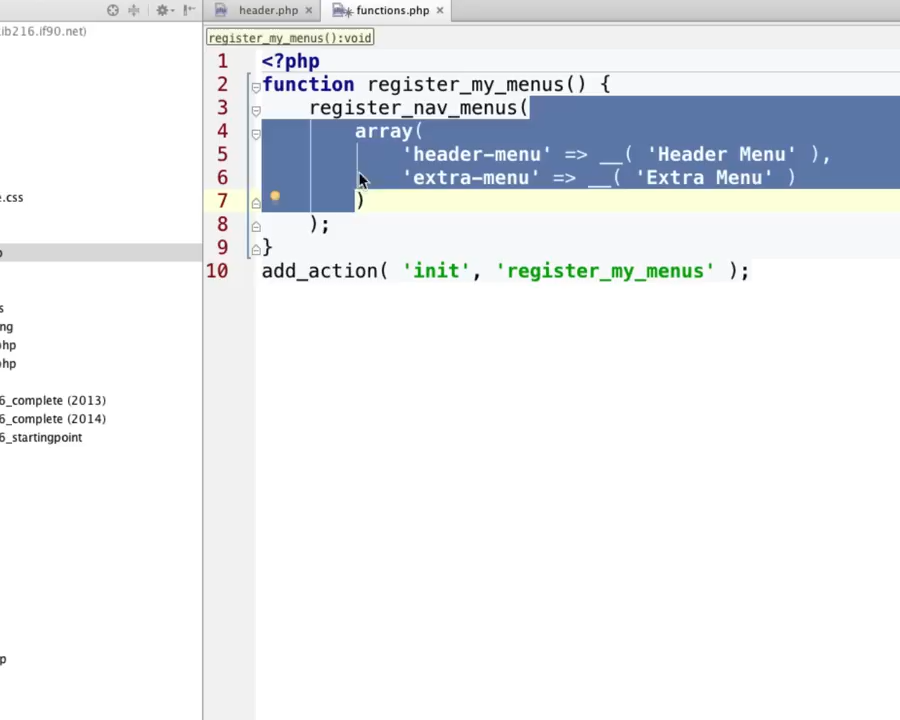 header.php
functions.php
ib216.if90.net)
register_my_menus():void
1 <?php
2 function register_my_menus() {
3 register_nav_menus(
4 array(
5 'header-menu' => __( 'Header Menu' ),
6 'extra-menu' => __( 'Extra Menu' )
7 )
8 );
9 }
10 add_action( 'init', 'register_my_menus' );
e.css
s
ng
hp
hp
6_complete (2013)
6_complete (2014)
6_startingpoint
p